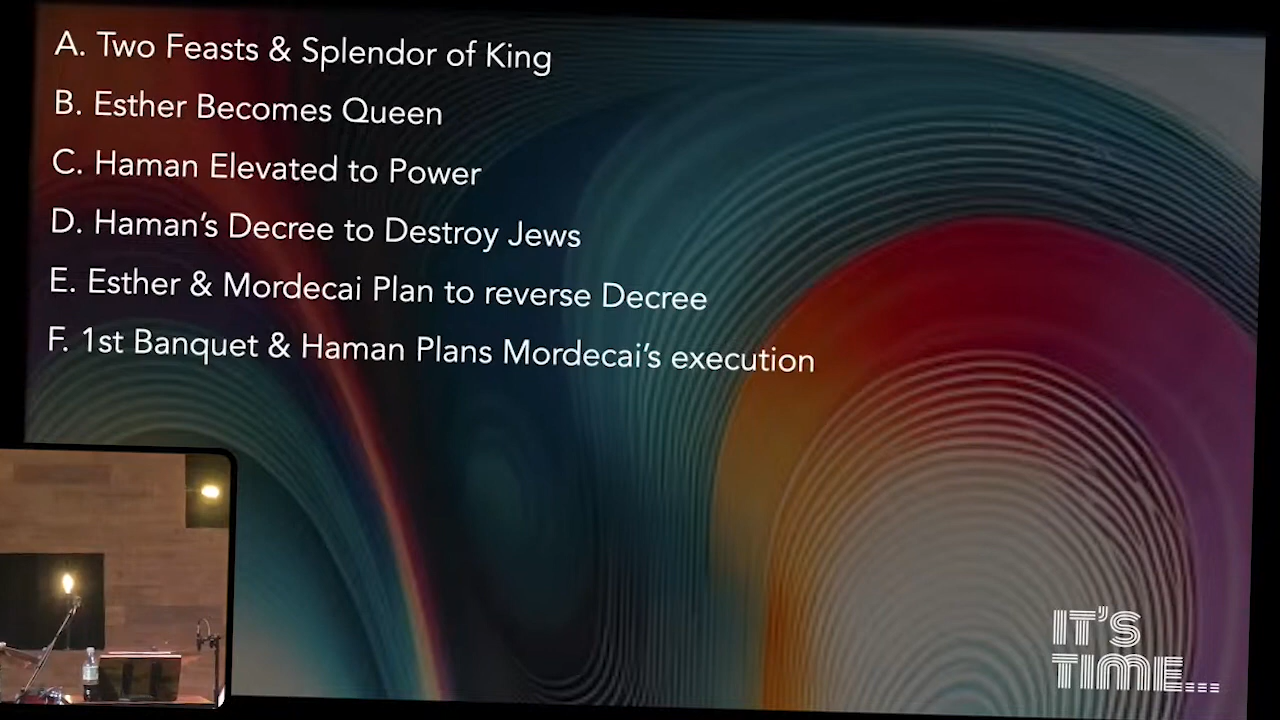 A. Two Feasts & Splendor of King
B. Esther Becomes Queen
C. Haman Elevated to Power
D. Haman's Decree to Destroy Jews
E. Esther & Mordecai Plan to reverse Decree
F. 1st Banquet & Haman Plans Mordecai's execution
IT'S
TIME...